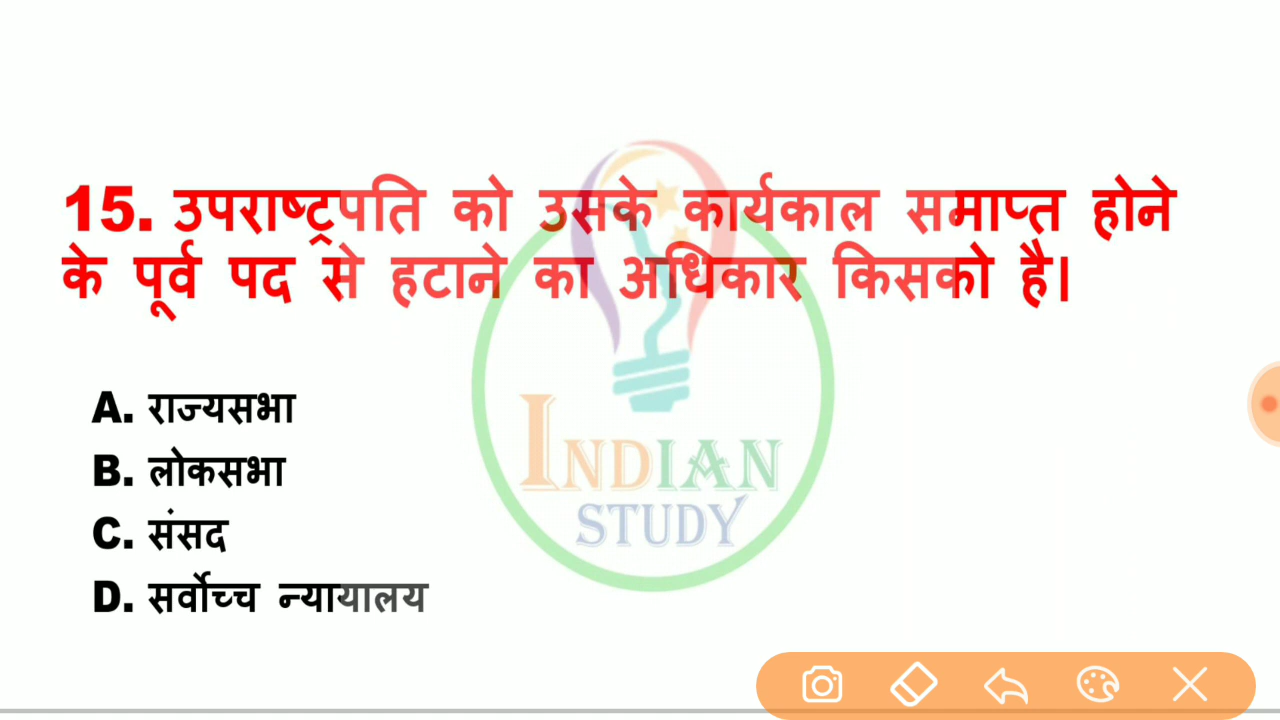 15. उपराष्ट्रपति को उसके कार्यकाल समाप्त होने
के पूर्व पद से हटाने का अधिकार किसको है।
A. राज्यसभा
B. लोकसभा
C. संसद
D. सर्वोच्च न्यायालय
INDIAN
STUDY